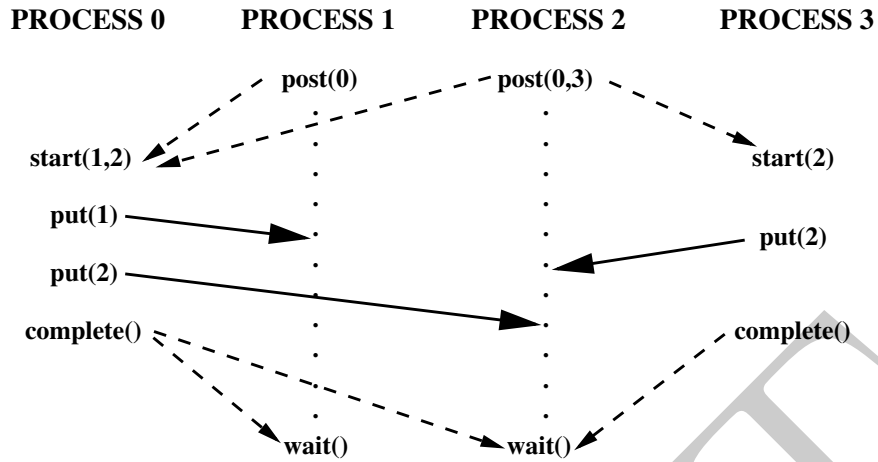 PROCESS 0 PROCESS 1 PROCESS 2 PROCESS 3
post(0) post(0,3)
start(1,2) start(2)
put(1)
put(2)
put(2)
complete() complete()
wait() wait()
T